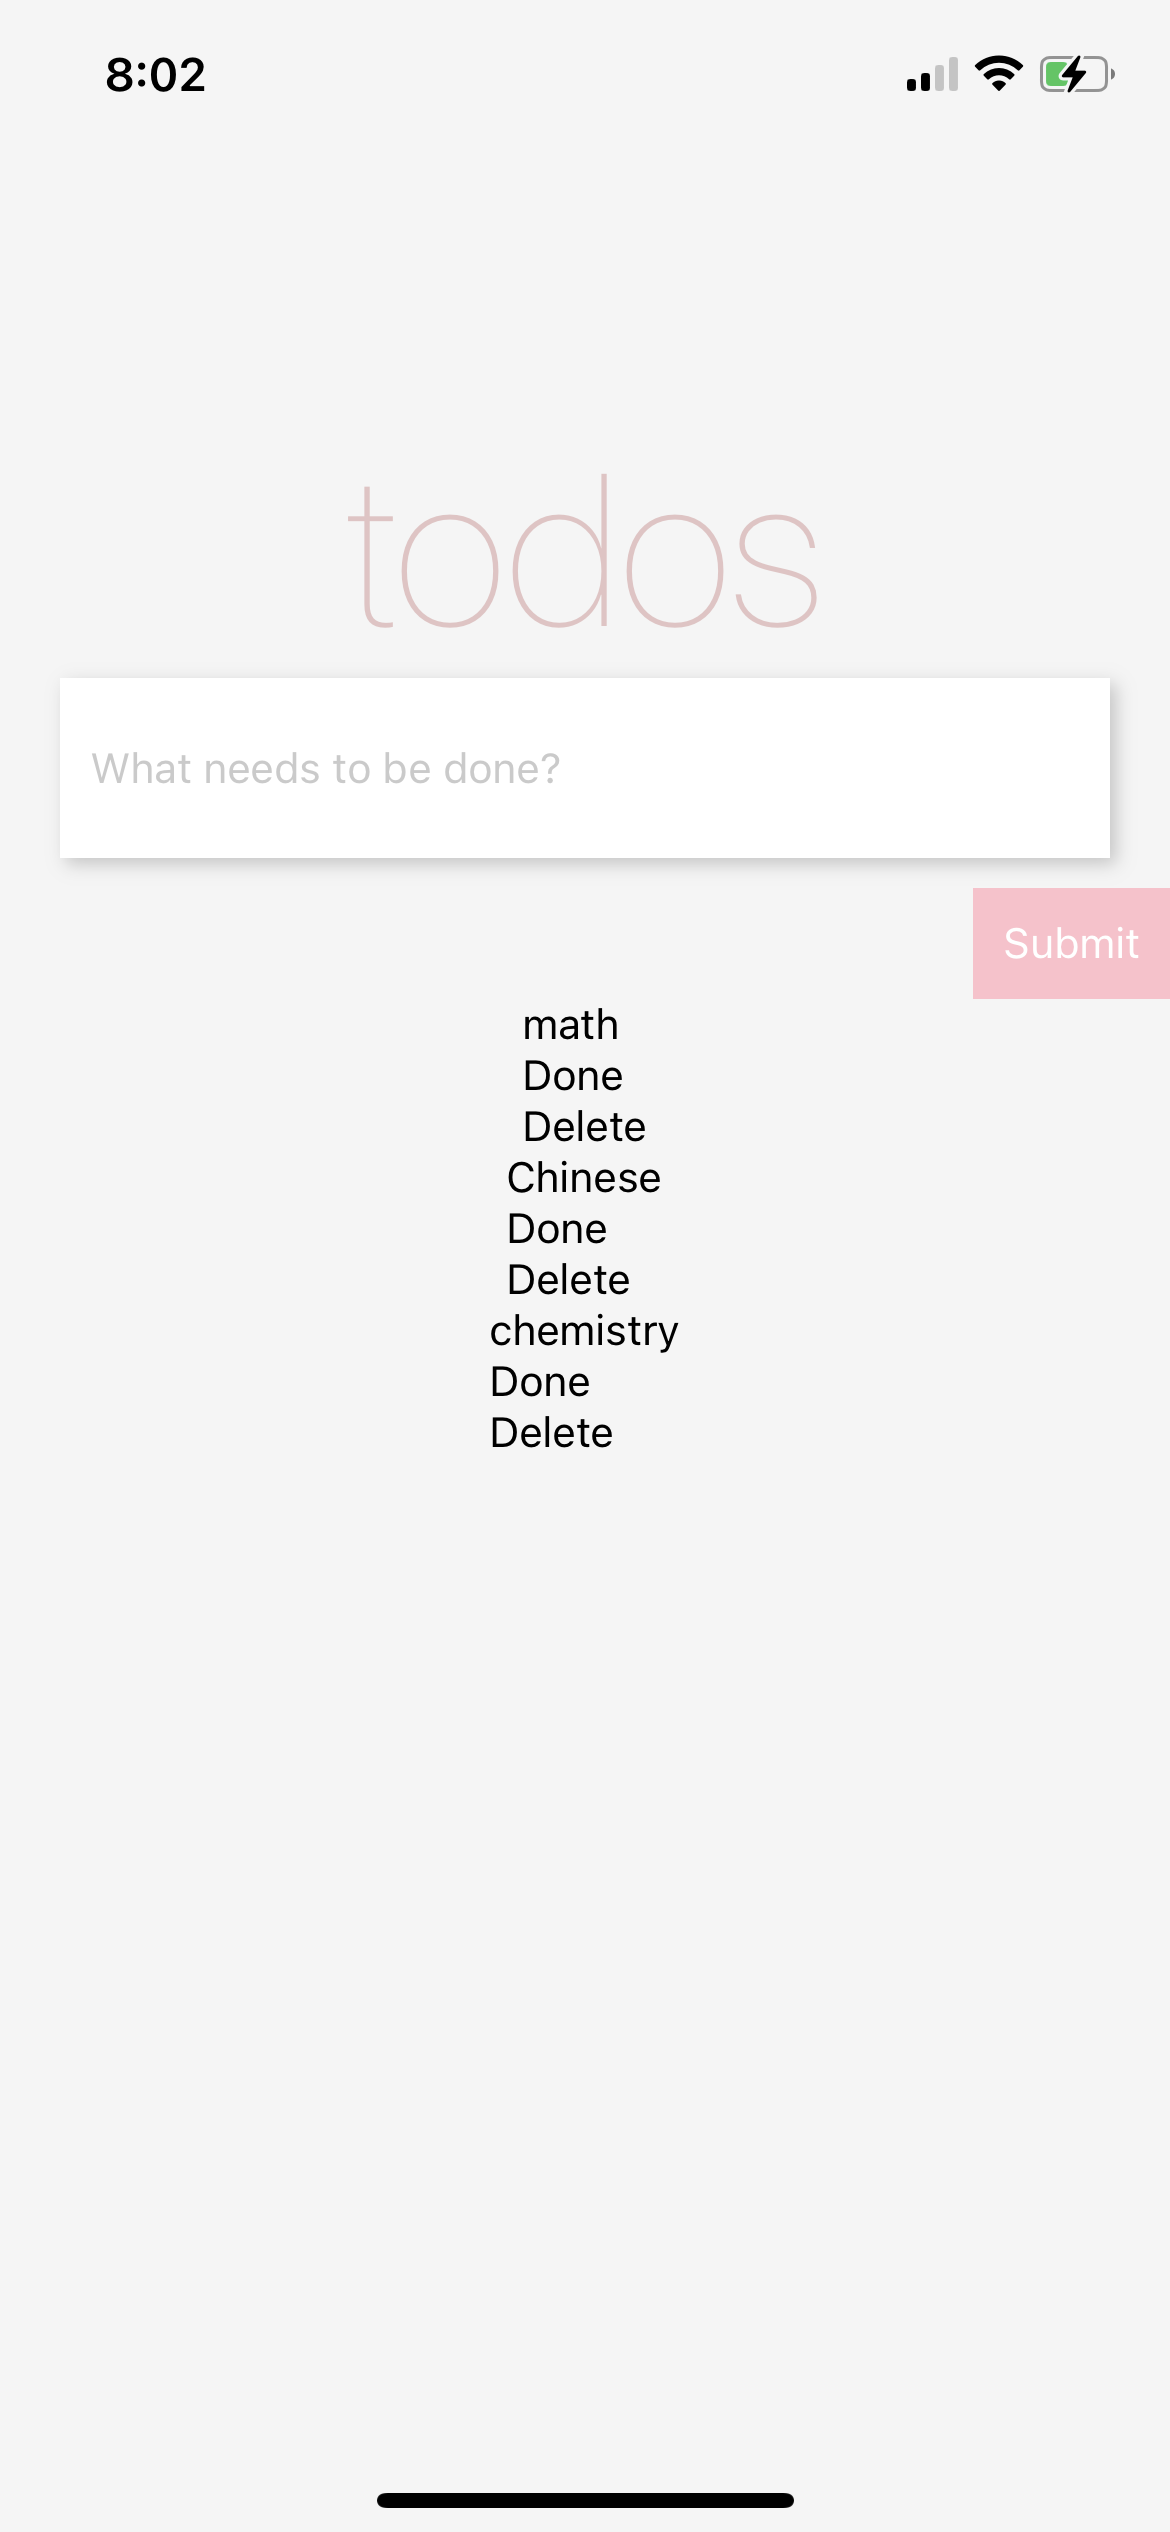 8:02
todos
What needs to be done?
Submit
math
Done
Delete
Chinese
Done
Delete
chemistry
Done
Delete